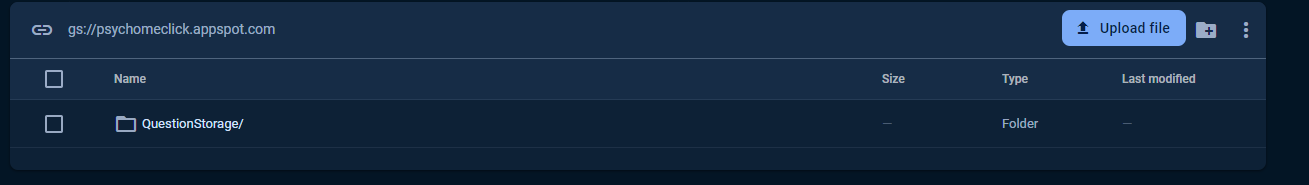 gs://psychomeclick.appspot.com Upload file
Name Size Type Last modified
QuestionStorage/ — Folder —